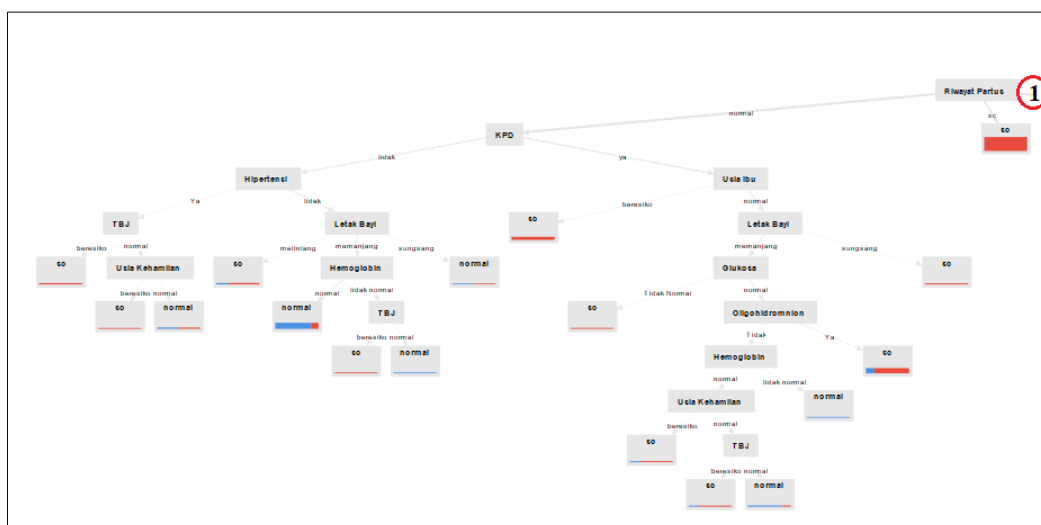 Riwayat Partus
1
normal
sc
sc
KPD
tidak
ya
Hipertensi
Usia Ibu
Ya
tidak
beresiko
normal
TBJ
Letak Bayi
sc
Letak Bayi
beresiko
normal
melintang
memanjang
sungsang
memanjang
sungsang
sc
Usia Kehamilan
sc
Hemoglobin
normal
Glukosa
sc
beresiko normal
normal
tidak normal
Tidak Normal
normal
sc
normal
normal
TBJ
sc
Oligohidromnion
beresiko normal
Tidak
Ya
sc
normal
Hemoglobin
sc
normal
tidak normal
Usia Kehamilan
normal
beresiko
normal
sc
TBJ
beresiko normal
sc
normal